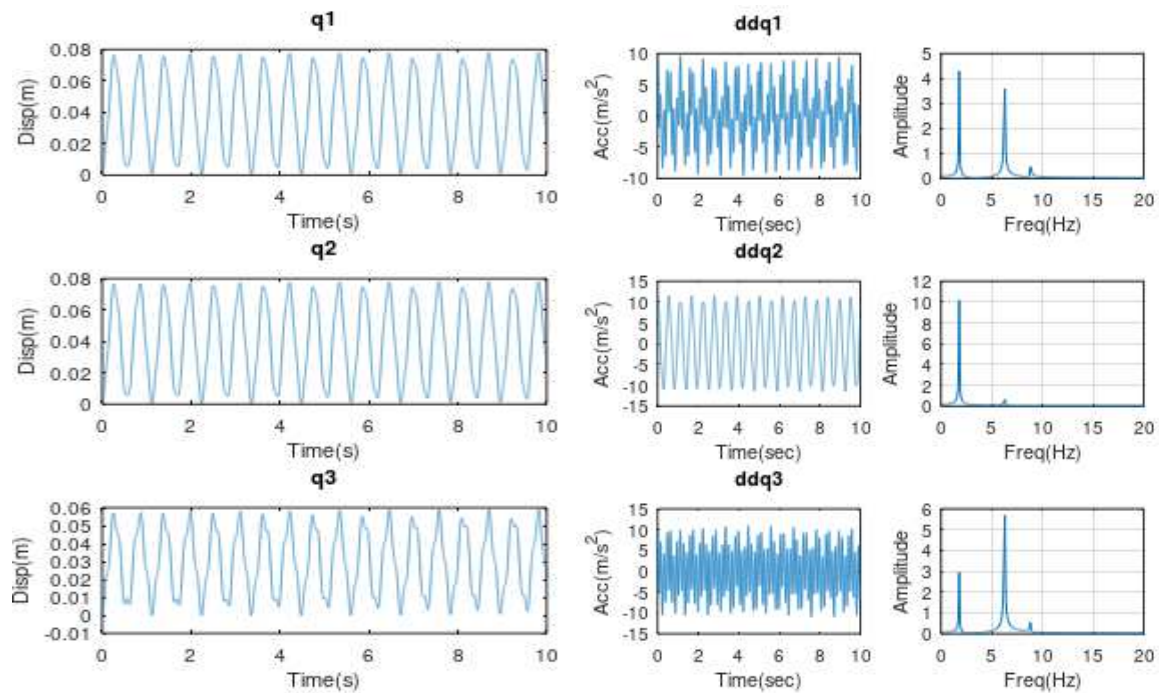 q1
Disp(m)
0.08
0.06
0.04
0.02
0
0 2 4 6 8 10
Time(s)
ddq1
Acc(m/s2)
10
5
0
-5
-10
0 2 4 6 8 10
Time(sec)
Amplitude
5
4
3
2
1
0
0 5 10 15 20
Freq(Hz)
q2
Disp(m)
0.08
0.06
0.04
0.02
0
0 2 4 6 8 10
Time(s)
ddq2
Acc(m/s2)
15
10
5
0
-5
-10
-15
0 2 4 6 8 10
Time(sec)
Amplitude
12
10
8
6
4
2
0
0 5 10 15 20
Freq(Hz)
q3
Disp(m)
0.06
0.05
0.04
0.03
0.02
0.01
0
-0.01
0 2 4 6 8 10
Time(s)
ddq3
Acc(m/s2)
15
10
5
0
-5
-10
-15
0 2 4 6 8 10
Time(sec)
Amplitude
6
5
4
3
2
1
0
0 5 10 15 20
Freq(Hz)